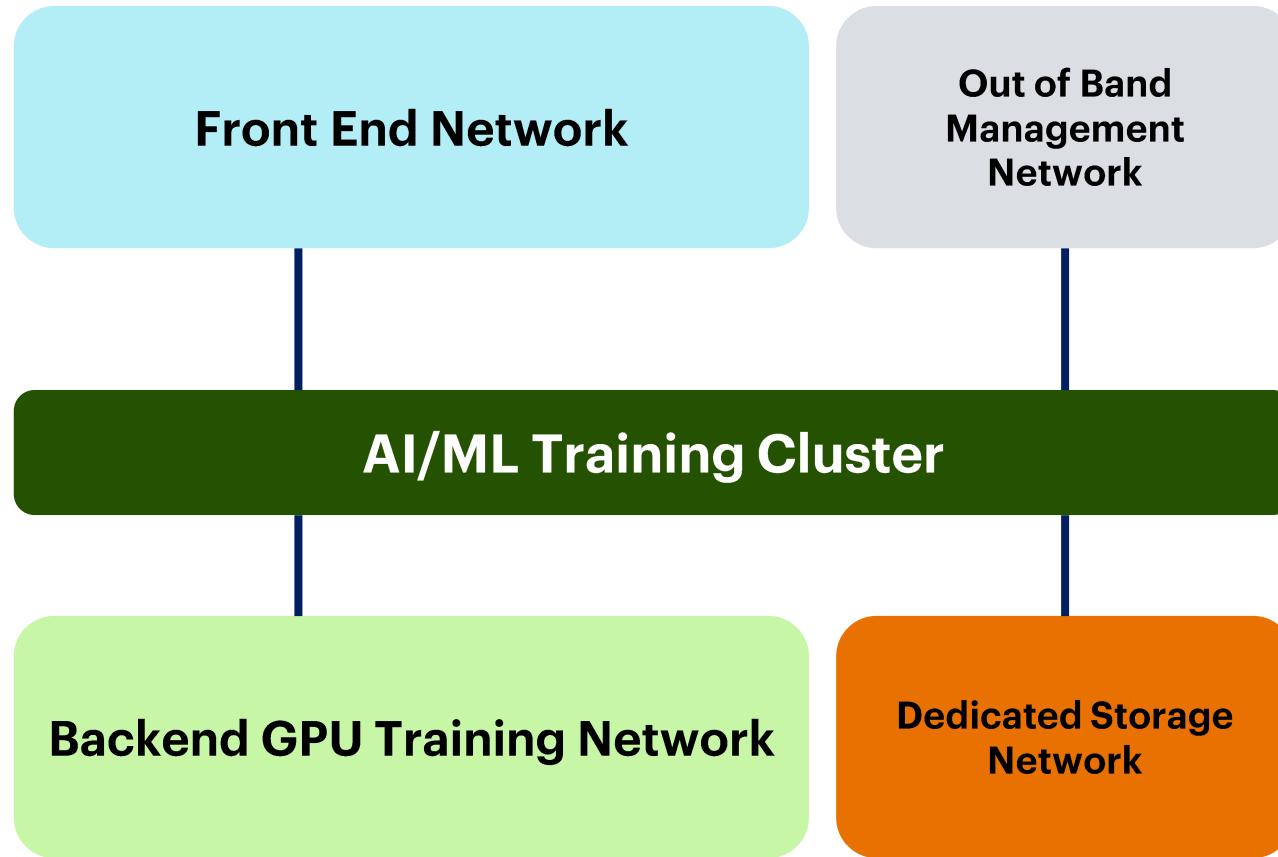 Front End Network
Out of Band
Management
Network
AI/ML Training Cluster
Backend GPU Training Network
Dedicated Storage
Network